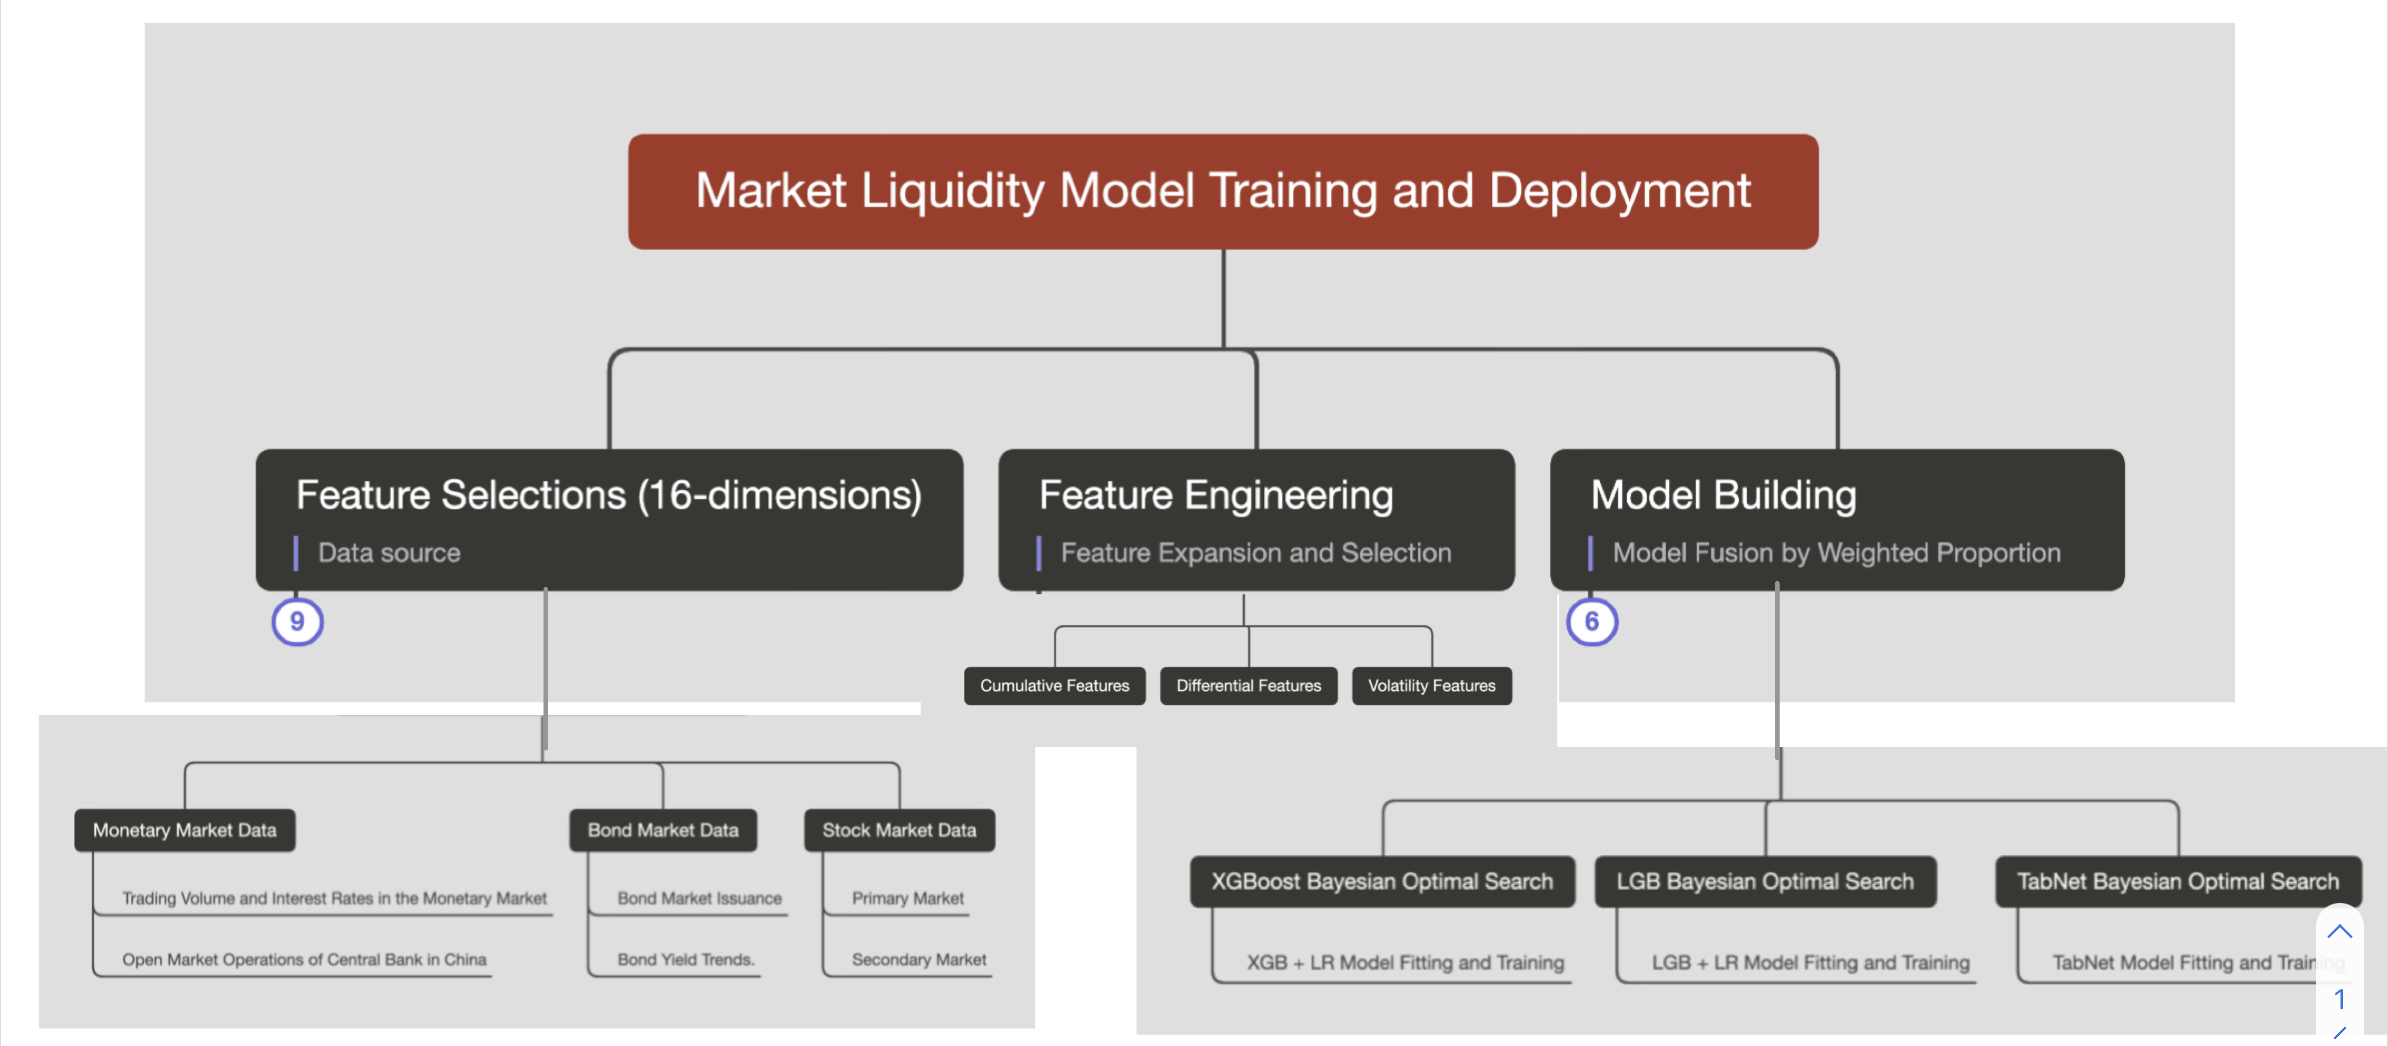 Market Liquidity Model Training and Deployment
Feature Selections (16-dimensions)
Data source
9
Feature Engineering
Feature Expansion and Selection
Model Building
Model Fusion by Weighted Proportion
6
Cumulative Features
Differential Features
Volatility Features
Monetary Market Data
Trading Volume and Interest Rates in the Monetary Market
Open Market Operations of Central Bank in China
Bond Market Data
Bond Market Issuance
Bond Yield Trends.
Stock Market Data
Primary Market
Secondary Market
XGBoost Bayesian Optimal Search
XGB + LR Model Fitting and Training
LGB Bayesian Optimal Search
LGB + LR Model Fitting and Training
TabNet Bayesian Optimal Search
TabNet Model Fitting and Training
1